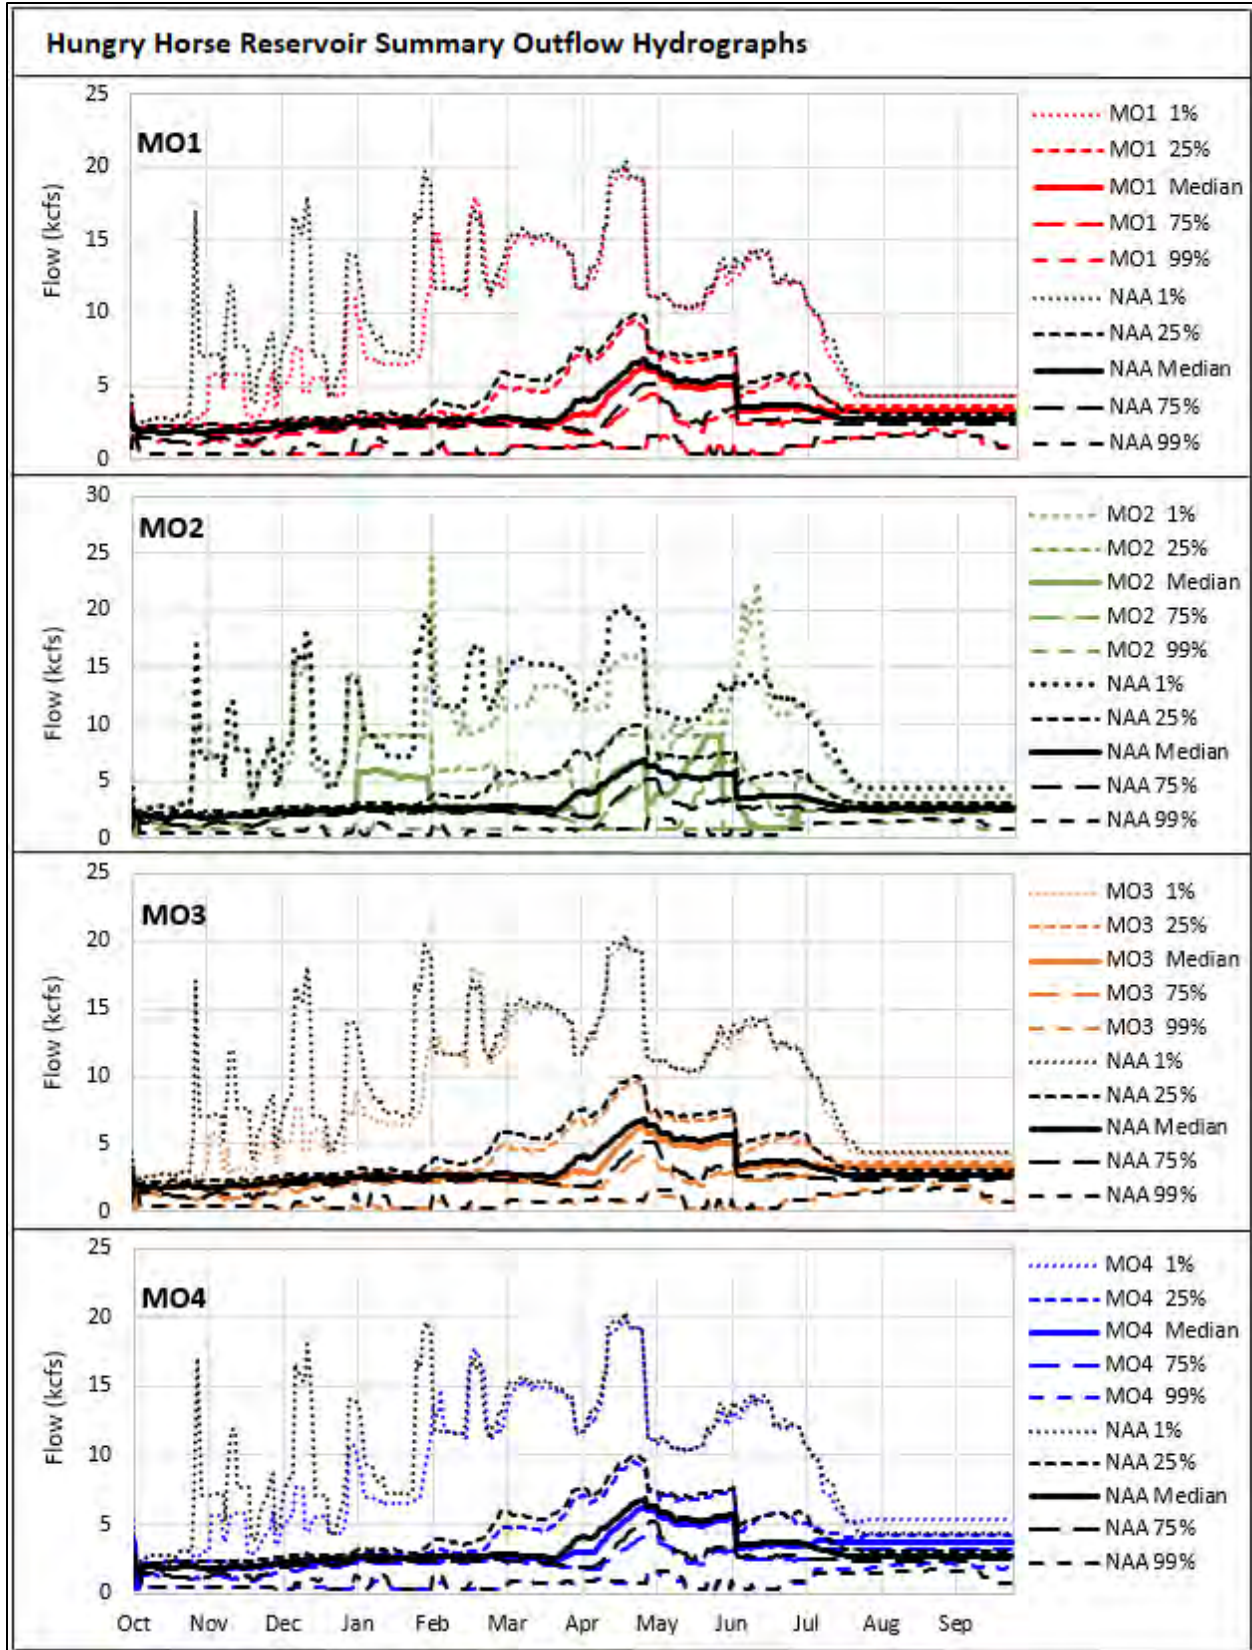 Hungry Horse Reservoir Summary Outflow Hydrographs
25
20
15
10
5
0
Flow (kcfs)
MO1
MO1 1%
MO1 25%
MO1 Median
MO1 75%
MO1 99%
NAA 1%
NAA 25%
NAA Median
NAA 75%
NAA 99%
30
25
20
15
10
5
0
Flow (kcfs)
MO2
MO2 1%
MO2 25%
MO2 Median
MO2 75%
MO2 99%
NAA 1%
NAA 25%
NAA Median
NAA 75%
NAA 99%
25
20
15
10
5
0
Flow (kcfs)
MO3
MO3 1%
MO3 25%
MO3 Median
MO3 75%
MO3 99%
NAA 1%
NAA 25%
NAA Median
NAA 75%
NAA 99%
25
20
15
10
5
0
Flow (kcfs)
MO4
MO4 1%
MO4 25%
MO4 Median
MO4 75%
MO4 99%
NAA 1%
NAA 25%
NAA Median
NAA 75%
NAA 99%
Oct Nov Dec Jan Feb Mar Apr May Jun Jul Aug Sep